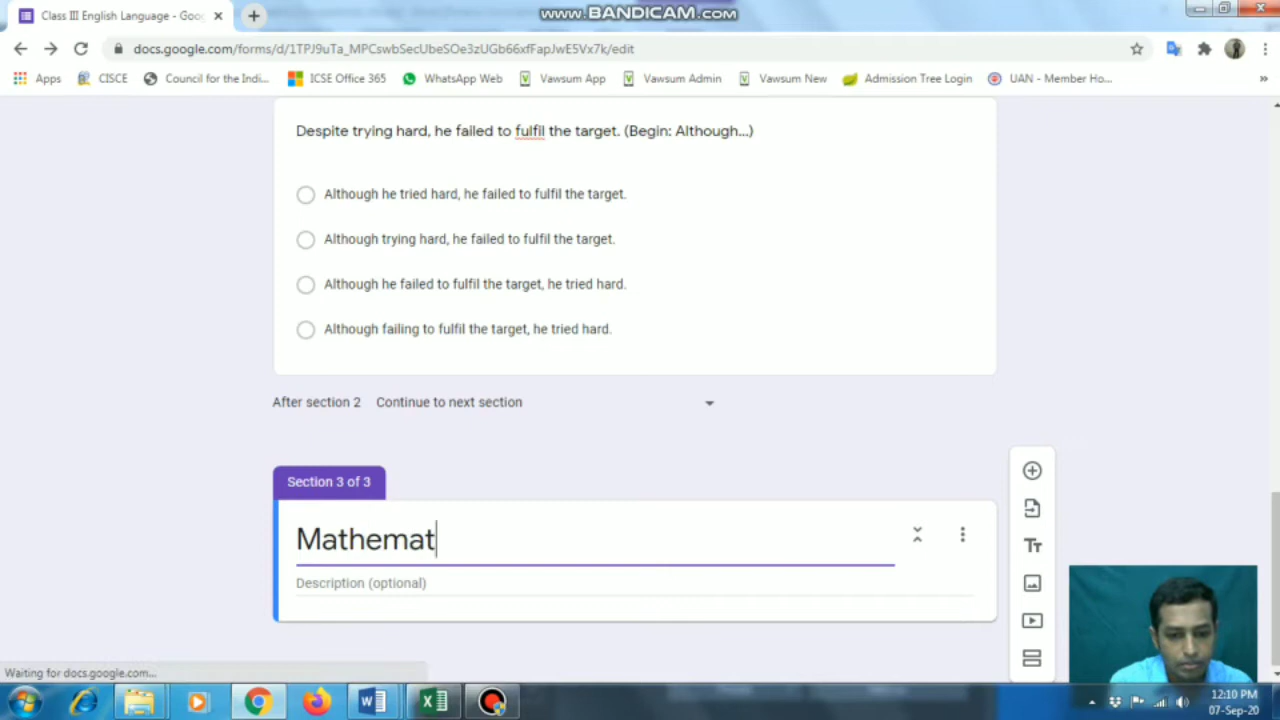 www.BANDICAM.com
Class III English Language - Goo
docs.google.com/forms/d/1TPJ9uTa_MPCswbSecUbeSOe3zUGb66xfFapJwE5Vx7k/edit
Apps CISCE Council for the Indi... ICSE Office 365 WhatsApp Web Vawsum App Vawsum Admin Vawsum New Admission Tree Login UAN - Member Ho... »
Despite trying hard, he failed to fulfil the target. (Begin: Although...)
Although he tried hard, he failed to fulfil the target.
Although trying hard, he failed to fulfil the target.
Although he failed to fulfil the target, he tried hard.
Although failing to fulfil the target, he tried hard.
After section 2 Continue to next section
Section 3 of 3
Mathemat
Description (optional)
Tт
Waiting for docs.google.com...
12:10 PM
07-Sep-20